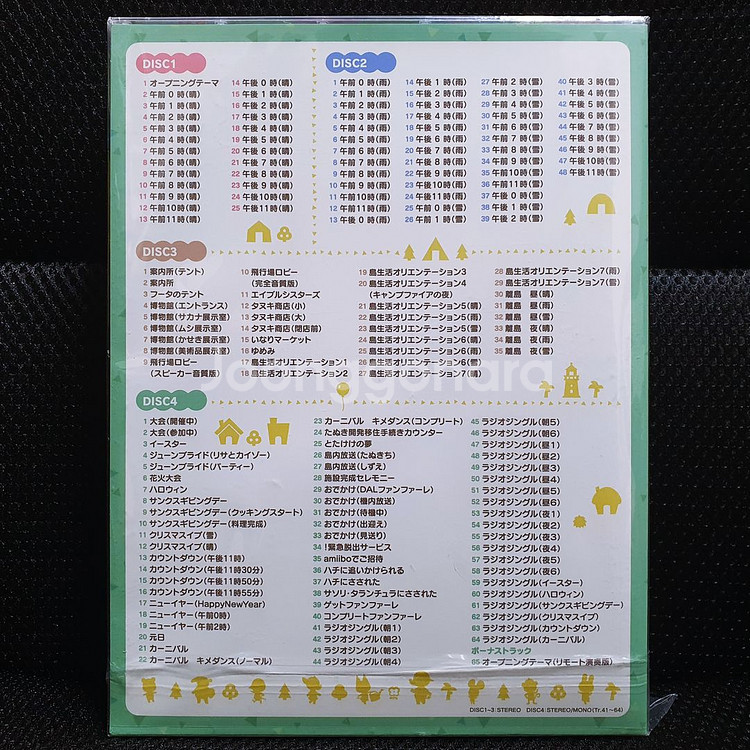 DISC1
1 オープニングテーマ
2 午前 0時(晴)
3 午前 1時(晴)
4 午前 2時(晴)
5 午前 3時(晴)
6 午前 4時(晴)
7 午前 5時(晴)
8 午前 6時(晴)
9 午前 7時(晴)
10 午前 8時(晴)
11 午前 9時(晴)
12 午前10時(晴)
13 午前11時(晴)
14 午後 0時(晴)
15 午後 1時(晴)
16 午後 2時(晴)
17 午後 3時(晴)
18 午後 4時(晴)
19 午後 5時(晴)
20 午後 6時(晴)
21 午後 7時(晴)
22 午後 8時(晴)
23 午後 9時(晴)
24 午後10時(晴)
25 午後11時(晴)
DISC2
1 午前 0時(雨)
2 午前 1時(雨)
3 午前 2時(雨)
4 午前 3時(雨)
5 午前 4時(雨)
6 午前 5時(雨)
7 午前 6時(雨)
8 午前 7時(雨)
9 午前 8時(雨)
10 午前 9時(雨)
11 午前10時(雨)
12 午前11時(雨)
13 午後 0時(雨)
14 午後 1時(雨)
15 午後 2時(雨)
16 午後 3時(雨)
17 午後 4時(雨)
18 午後 5時(雨)
19 午後 6時(雨)
20 午後 7時(雨)
21 午後 8時(雨)
22 午後 9時(雨)
23 午後10時(雨)
24 午後11時(雨)
25 午前 0時(雪)
26 午前 1時(雪)
27 午前 2時(雪)
28 午前 3時(雪)
29 午前 4時(雪)
30 午前 5時(雪)
31 午前 6時(雪)
32 午前 7時(雪)
33 午前 8時(雪)
34 午前 9時(雪)
35 午前10時(雪)
36 午前11時(雪)
37 午後 0時(雪)
38 午後 1時(雪)
39 午後 2時(雪)
40 午後 3時(雪)
41 午後 4時(雪)
42 午後 5時(雪)
43 午後 6時(雪)
44 午後 7時(雪)
45 午後 8時(雪)
46 午後 9時(雪)
47 午後10時(雪)
48 午後11時(雪)
DISC3
1 案内所(テント)
2 案内所
3 フータのテント
4 博物館(エントランス)
5 博物館(サカナ展示室)
6 博物館(ムシ展示室)
7 博物館(かせき展示室)
8 博物館(美術品展示室)
9 飛行場ロビー
(スピーカー音質版)
10 飛行場ロビー
(完全音質版)
11 エイブルシスターズ
12 タヌキ商店(小)
13 タヌキ商店(大)
14 タヌキ商店(閉店前)
15 いなりマーケット
16 ゆめみ
17 島生活オリエンテーション1
18 島生活オリエンテーション2
19 島生活オリエンテーション3
20 島生活オリエンテーション4
(キャンプファイアの夜)
21 島生活オリエンテーション5(晴)
22 島生活オリエンテーション5(雨)
23 島生活オリエンテーション5(雪)
24 島生活オリエンテーション6(晴)
25 島生活オリエンテーション6(雨)
26 島生活オリエンテーション6(雪)
27 島生活オリエンテーション7(晴)
28 島生活オリエンテーション7(雨)
29 島生活オリエンテーション7(雪)
30 離島 昼(晴)
31 離島 昼(雨)
32 離島 昼(雪)
33 離島 夜(晴)
34 離島 夜(雨)
35 離島 夜(雪)
Joonggonara
DISC4
1 大会(開催中)
2 大会(参加中)
3 イースター
4 ジューンブライド(リサとカイゾー)
5 ジューンブライド(パーティー)
6 花火大会
7 ハロウィン
8 サンクスギビングデー
9 サンクスギビングデー(クッキングスタート)
10 サンクスギビングデー(料理完成)
11 クリスマスイブ(雪)
12 クリスマスイブ(晴)
13 カウントダウン(午後11時)
14 カウントダウン(午後11時30分)
15 カウントダウン(午後11時50分)
16 カウントダウン(午後11時55分)
17 ニューイヤー(HappyNewYear)
18 ニューイヤー(午前0時)
19 ニューイヤー(午前2時)
20 元日
21 カーニバル
22 カーニバル キメダンス(ノーマル)
23 カーニバル キメダンス(コンプリート)
24 たぬき開発移住手続きカウンター
25 とたけけの夢
26 島内放送(たぬきち)
27 島内放送(しずえ)
28 施設完成セレモニー
29 おでかけ(DALファンファーレ)
30 おでかけ(機内放送)
31 おでかけ(待機中)
32 おでかけ(出迎え)
33 おでかけ(見送り)
34 !緊急脱出サービス
35 amiiboでご招待
36 ハチに追いかけられる
37 ハチにさされた
38 サソリ・タランチュラにさされた
39 ゲットファンファーレ
40 コンプリートファンファーレ
41 ラジオジングル(朝1)
42 ラジオジングル(朝2)
43 ラジオジングル(朝3)
44 ラジオジングル(朝4)
45 ラジオジングル(朝5)
46 ラジオジングル(朝6)
47 ラジオジングル(昼1)
48 ラジオジングル(昼2)
49 ラジオジングル(昼3)
50 ラジオジングル(昼4)
51 ラジオジングル(昼5)
52 ラジオジングル(昼6)
53 ラジオジングル(夜1)
54 ラジオジングル(夜2)
55 ラジオジングル(夜3)
56 ラジオジングル(夜4)
57 ラジオジングル(夜5)
58 ラジオジングル(夜6)
59 ラジオジングル(イースター)
60 ラジオジングル(ハロウィン)
61 ラジオジングル(サンクスギビングデー)
62 ラジオジングル(クリスマスイブ)
63 ラジオジングル(カウントダウン)
64 ラジオジングル(カーニバル)
ボーナストラック
65 オープニングテーマ(リモート演奏版)
DISC1~3:STEREO DISC4:STEREO/MONO(Tr.41~64)